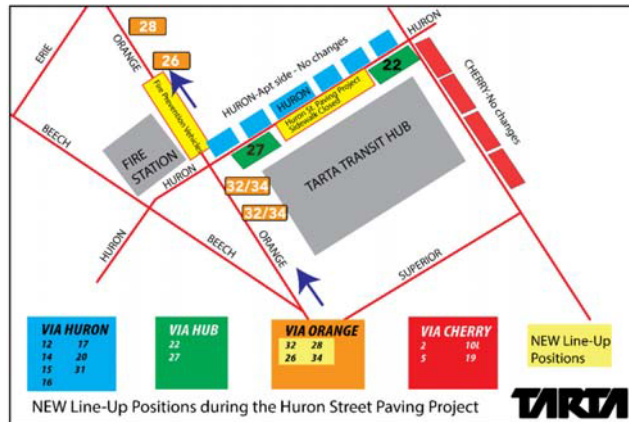 28
ORANGE
ERIE
26
HURON
HURON-Apt side - No changes
HURON
22
CHERRY-No changes
Fire Prevention Vehicles
Huron St. Paving Project
Sidewalk Closed
BEECH
FIRE
STATION
27
TARTA TRANSIT HUB
HURON
32/34
32/34
HURON
BEECH
ORANGE
SUPERIOR
VIA HURON
12 17
14 20
15 31
16
VIA HUB
22
27
VIA ORANGE
32 28
26 34
VIA CHERRY
2 10L
5 19
NEW Line-Up
Positions
NEW Line-Up Positions during the Huron Street Paving Project
TARTA